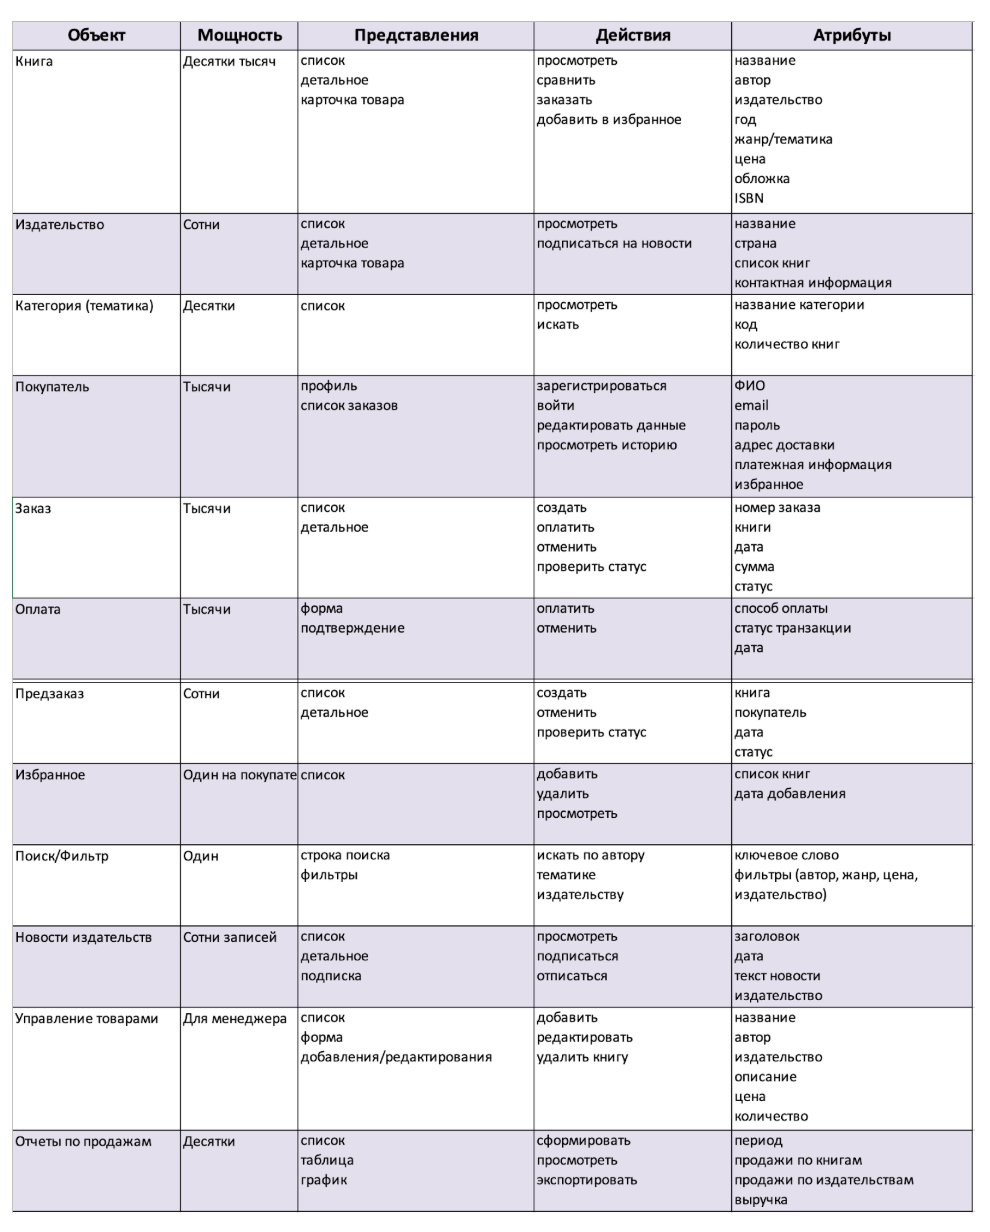 Объект Мощность Представления Действия Атрибуты
Книга Десятки тысяч список просмотреть название
детальное сравнить автор
карточка товара заказать издательство
добавить в избранное год
жанр/тематика
цена
обложка
ISBN
Издательство Сотни список просмотреть название
детальное подписаться на новости страна
карточка товара список книг
контактная информация
Категория (тематика) Десятки список просмотреть название категории
искать код
количество книг
Покупатель Тысячи профиль зарегистрироваться ФИО
список заказов войти email
редактировать данные пароль
просмотреть историю адрес доставки
платежная информация
избранное
Заказ Тысячи список создать номер заказа
детальное оплатить книги
отменить дата
проверить статус сумма
статус
Оплата Тысячи форма оплатить способ оплаты
подтверждение отменить статус транзакции
дата
Предзаказ Сотни список создать книга
детальное отменить покупатель
проверить статус дата
статус
Избранное Один на покупате список добавить список книг
удалить дата добавления
просмотреть
Поиск/Фильтр Один строка поиска искать по автору ключевое слово
фильтры тематике фильтры (автор, жанр, цена,
издательству издательство)
Новости издательств Сотни записей список просмотреть заголовок
детальное подписаться дата
подписка отписаться текст новости
издательство
Управление товарами Для менеджера список добавить название
форма редактировать автор
добавления/редактирования удалить книгу издательство
описание
цена
количество
Отчеты по продажам Десятки список сформировать период
таблица просмотреть продажи по книгам
график экспортировать продажи по издательствам
выручка